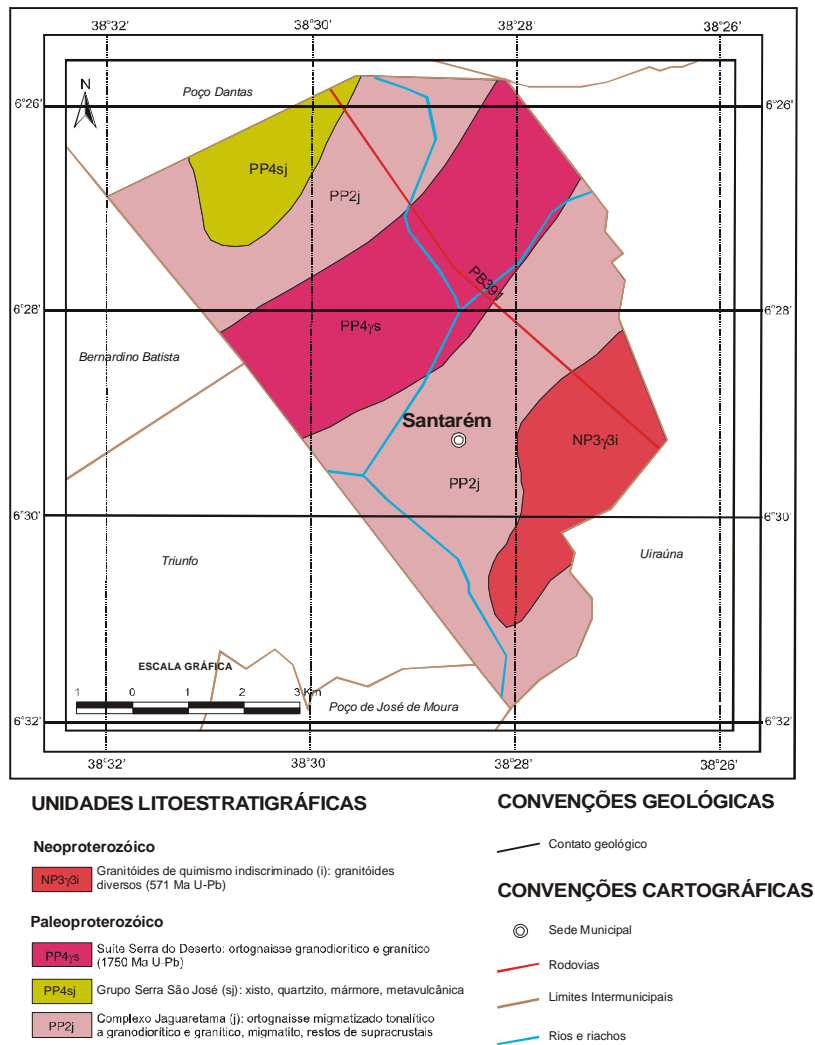 38°32' 38°30' 38°28' 38°26'
N
Poço Dantas
6°26' 6°26'
PP4sj
PP2j
PB391
6°28' 6°28'
PP4γs
Bernardino Batista
Santarém
NP3γ3i
PP2j
6°30' 6°30'
Triunfo
Uiraúna
ESCALA GRÁFICA
1 0 1 2 3 Km
Poço de José de Moura
6°32' 6°32'
38°32' 38°30' 38°28' 38°26'
UNIDADES LITOESTRATIGRÁFICAS
Neoproterozóico
NP3γ3i
Granitóides de quimismo indiscriminado (i): granitóides
diversos (571 Ma U-Pb)
Paleoproterozóico
PP4γs
Suíte Serra do Deserto: ortognaisse granodiorítico e granítico
(1750 Ma U-Pb)
PP4sj
Grupo Serra São José (sj): xisto, quartzito, mármore, metavulcânica
PP2j
Complexo Jaguaretama (j): ortognaisse migmatizado tonalítico
a granodiorítico e granítico, migmatito, restos de supracrustais
CONVENÇÕES GEOLÓGICAS
Contato geológico
CONVENÇÕES CARTOGRÁFICAS
Sede Municipal
Rodovias
Limites Intermunicipais
Rios e riachos